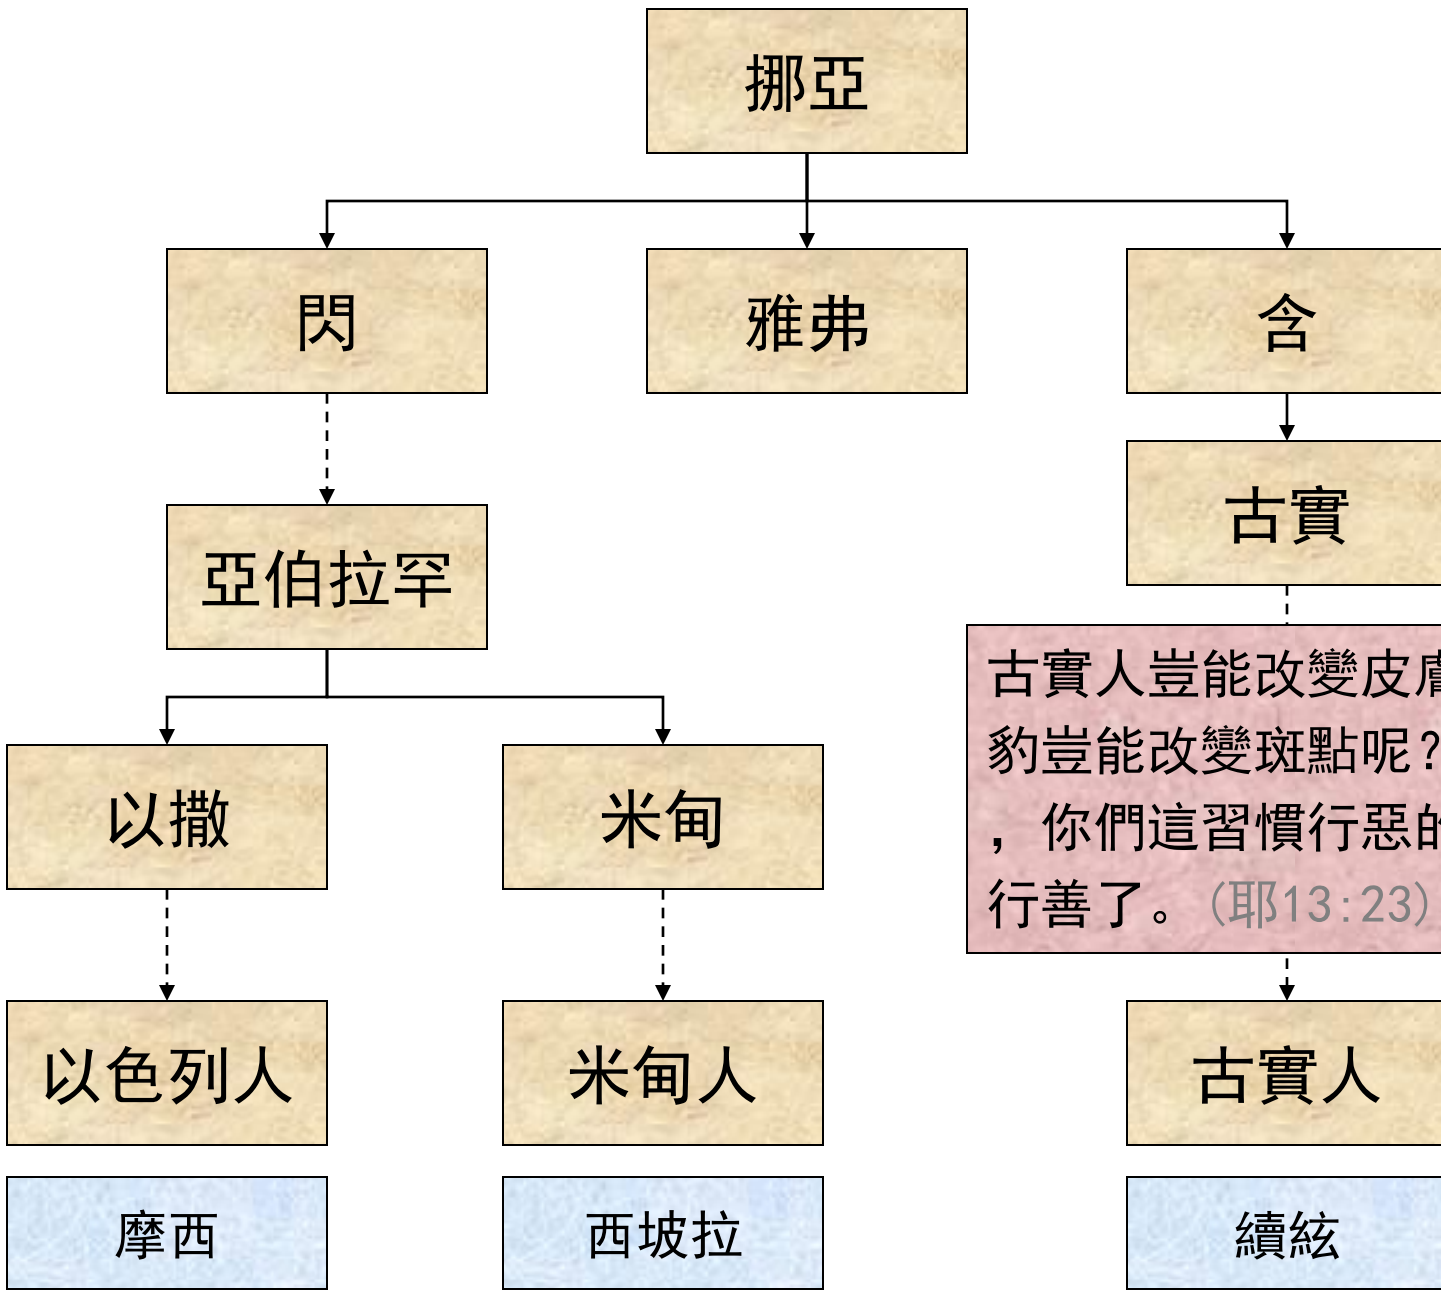 挪亞
閃
雅弗
含
古實
亞伯拉罕
古實人豈能改變皮膚
豹豈能改變斑點呢？
，你們這習慣行惡的
行善了。(耶13:23)
以撒
米甸
以色列人
米甸人
古實人
摩西
西坡拉
續絃